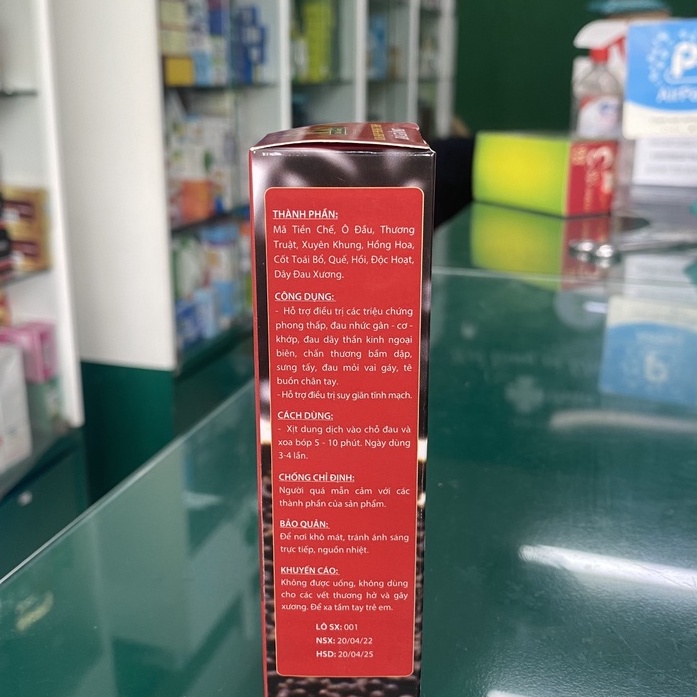 THÀNH PHẦN:
Mã Tiền Chế, Ô Đầu, Thương
Truật, Xuyên Khung, Hồng Hoa,
Cốt Toái Bổ, Quế, Hồi, Độc Hoạt,
Dây Đau Xương.
CÔNG DỤNG:
- Hỗ trợ điều trị các triệu chứng
phong thấp, đau nhức gân - cơ -
khớp, đau dây thần kinh ngoại
biên, chấn thương bầm dập,
sưng tấy, đau mỏi vai gáy, tê
buồn chân tay.
- Hỗ trợ điều trị suy giãn tĩnh mạch.
CÁCH DÙNG:
- Xịt dung dịch vào chỗ đau và
xoa bóp 5 - 10 phút. Ngày dùng
3-4 lần.
CHỐNG CHỈ ĐỊNH:
Người quá mẫn cảm với các
thành phần của sản phẩm.
BẢO QUẢN:
Để nơi khô mát, tránh ánh sáng
trực tiếp, nguồn nhiệt.
KHUYẾN CÁO:
Không được uống, không dùng
cho các vết thương hở và gãy
xương. Để xa tầm tay trẻ em.
LÔ SX: 001
NSX: 20/04/22
HSD: 20/04/25